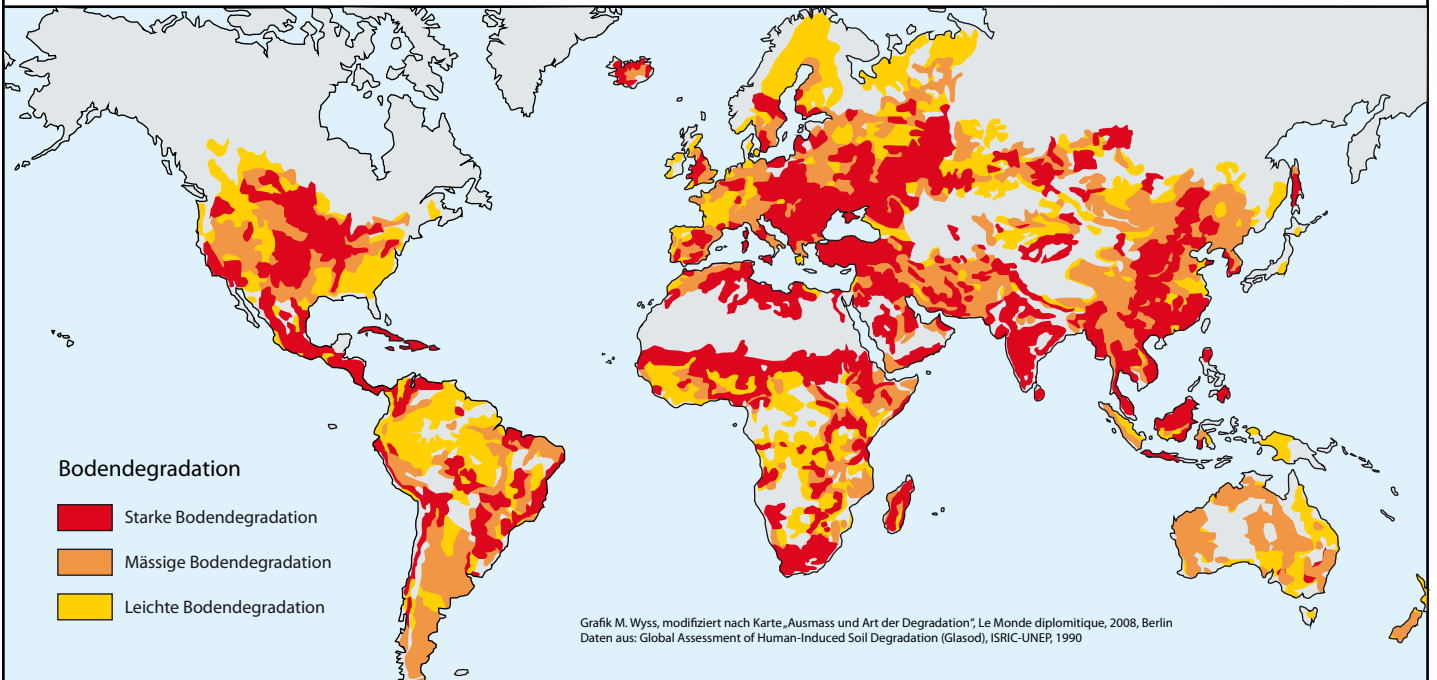 Bodendegradation
Starke Bodendegradation
Mässige Bodendegradation
Leichte Bodendegradation
Grafik M. Wyss, modifiziert nach Karte „Ausmass und Art der Degradation", Le Monde diplomitique, 2008, Berlin
Daten aus: Global Assessment of Human-Induced Soil Degradation (Glasod), ISRIC-UNEP, 1990